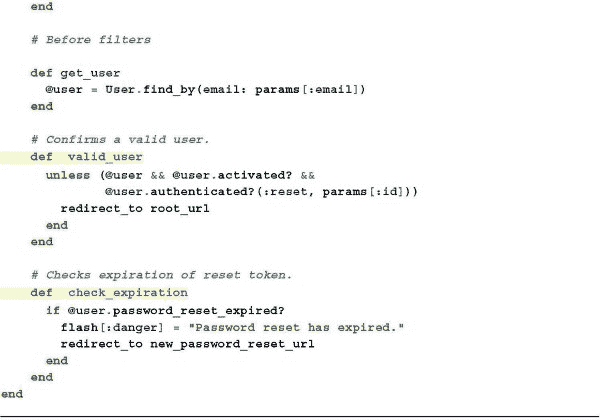 end

    # Before filters

    def get_user
      @user = User.find_by(email: params[:email])
    end

    # Confirms a valid user.
    def valid_user
      unless (@user && @user.activated? &&
              @user.authenticated?(:reset, params[:id]))
        redirect_to root_url
      end
    end

    # Checks expiration of reset token.
    def check_expiration
      if @user.password_reset_expired?
        flash[:danger] = "Password reset has expired."
        redirect_to new_password_reset_url
      end
    end
end